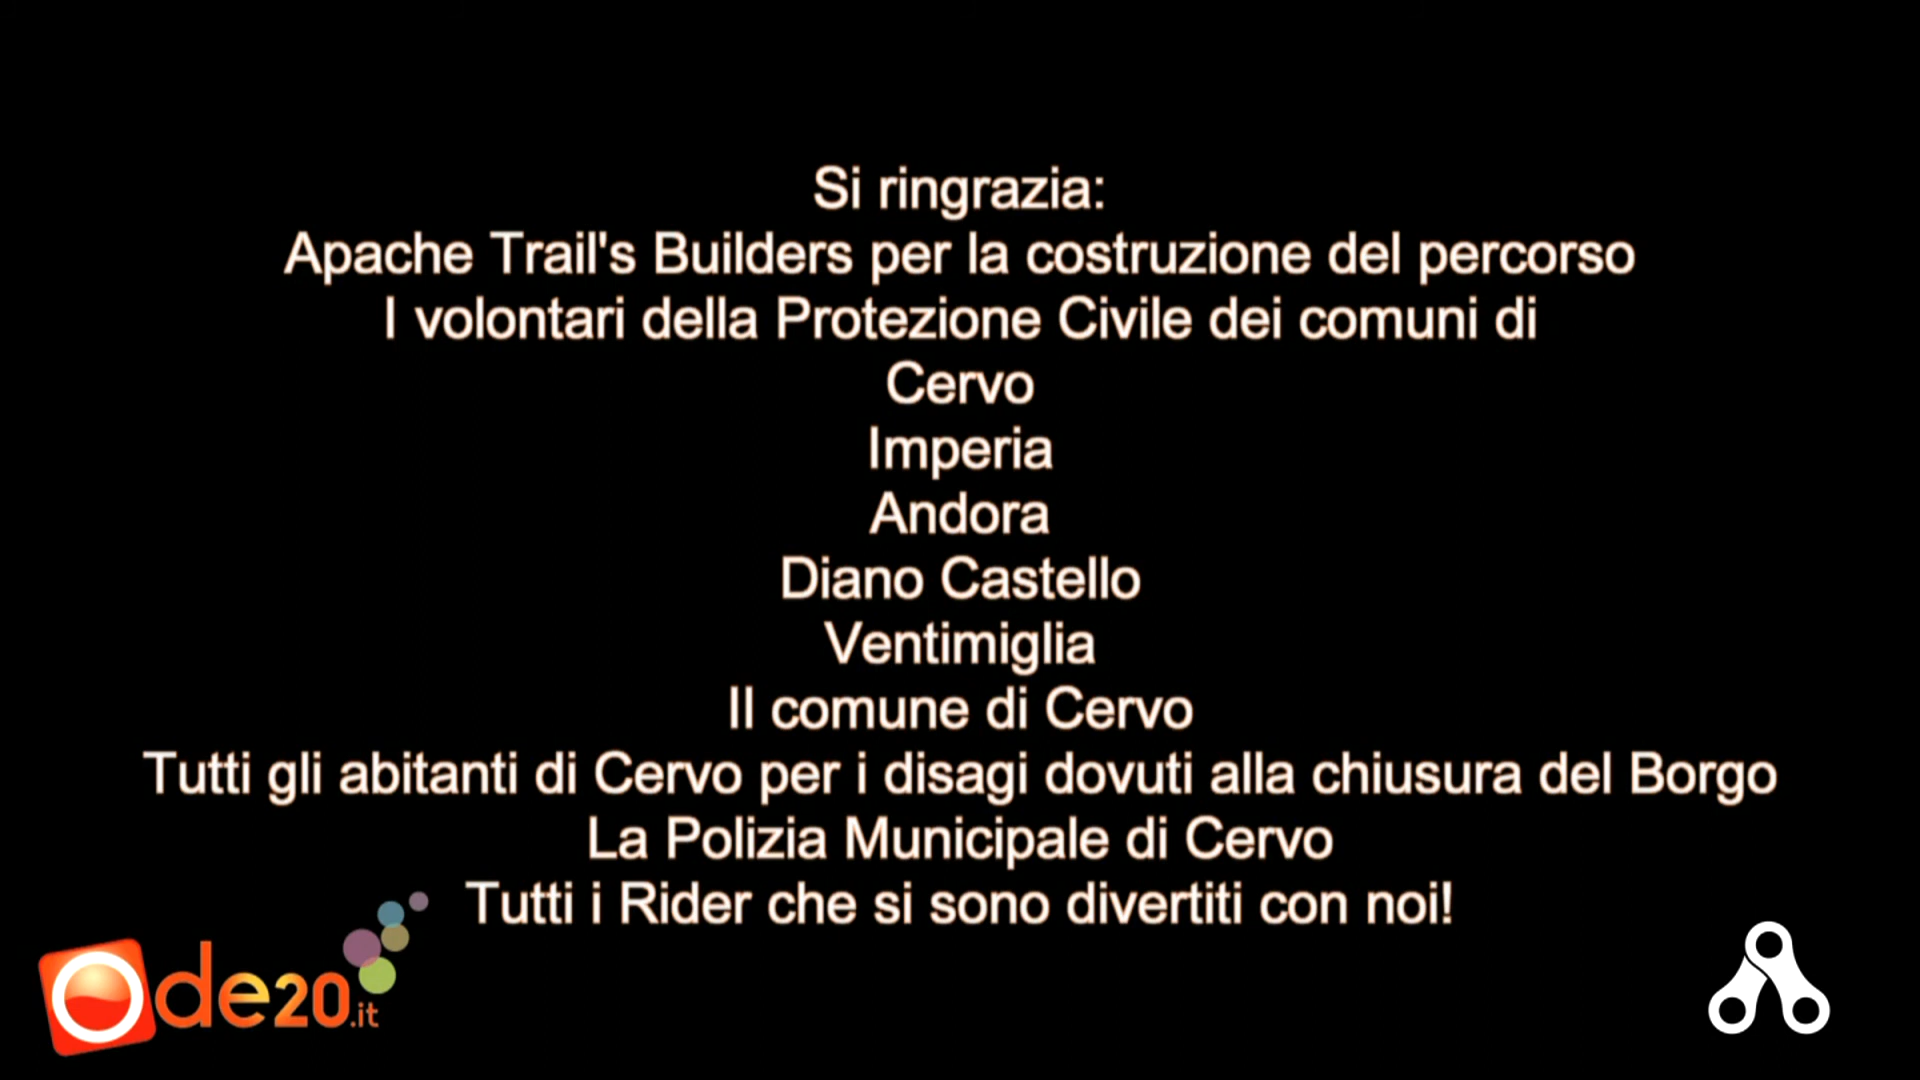 Si ringrazia:
Apache Trail's Builders per la costruzione del percorso
I volontari della Protezione Civile dei comuni di
Cervo
Imperia
Andora
Diano Castello
Ventimiglia
Il comune di Cervo
Tutti gli abitanti di Cervo per i disagi dovuti alla chiusura del Borgo
La Polizia Municipale di Cervo
Tutti i Rider che si sono divertiti con noi!
Ode20.it